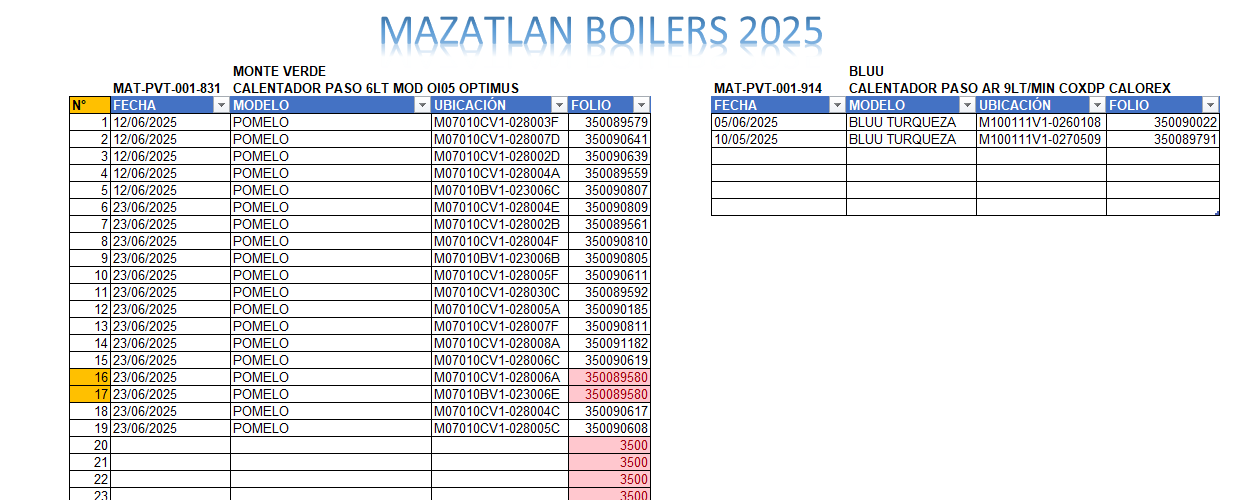 MAZATLAN BOILERS 2025
MONTE VERDE
MAT-PVT-001-831 CALENTADOR PASO 6LT MOD OI05 OPTIMUS
N° FECHA MODELO UBICACIÓN FOLIO
1 12/06/2025 POMELO M07010CV1-028003F 350089579
2 12/06/2025 POMELO M07010CV1-028007D 350090641
3 12/06/2025 POMELO M07010CV1-028002D 350090639
4 12/06/2025 POMELO M07010CV1-028004A 350089559
5 12/06/2025 POMELO M07010BV1-023006C 350090807
6 23/06/2025 POMELO M07010CV1-028004E 350090809
7 23/06/2025 POMELO M07010CV1-028002B 350089561
8 23/06/2025 POMELO M07010CV1-028004F 350090810
9 23/06/2025 POMELO M07010BV1-023006B 350090805
10 23/06/2025 POMELO M07010CV1-028005F 350090611
11 23/06/2025 POMELO M07010CV1-028030C 350089592
12 23/06/2025 POMELO M07010CV1-028005A 350090185
13 23/06/2025 POMELO M07010CV1-028007F 350090811
14 23/06/2025 POMELO M07010CV1-028008A 350091182
15 23/06/2025 POMELO M07010CV1-028006C 350090619
16 23/06/2025 POMELO M07010CV1-028006A 350089580
17 23/06/2025 POMELO M07010BV1-023006E 350089580
18 23/06/2025 POMELO M07010CV1-028004C 350090617
19 23/06/2025 POMELO M07010CV1-028005C 350090608
20 3500
21 3500
22 3500
23 3500
BLUU
MAT-PVT-001-914 CALENTADOR PASO AR 9LT/MIN COXDP CALOREX
FECHA MODELO UBICACIÓN FOLIO
05/06/2025 BLUU TURQUEZA M100111V1-0260108 350090022
10/05/2025 BLUU TURQUEZA M100111V1-0270509 350089791